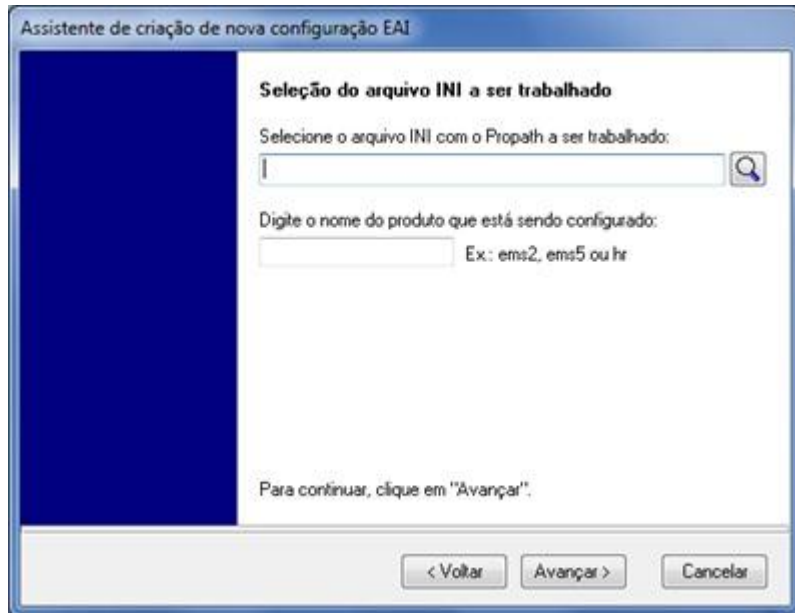 Assistente de criação de nova configuração EAI
Seleção do arquivo INI a ser trabalhado
Selecione o arquivo INI com o Propath a ser trabalhado:
Digite o nome do produto que está sendo configurado:
Ex.: ems2, ems5 ou hr
Para continuar, clique em "Avançar".
< Voltar Avançar > Cancelar